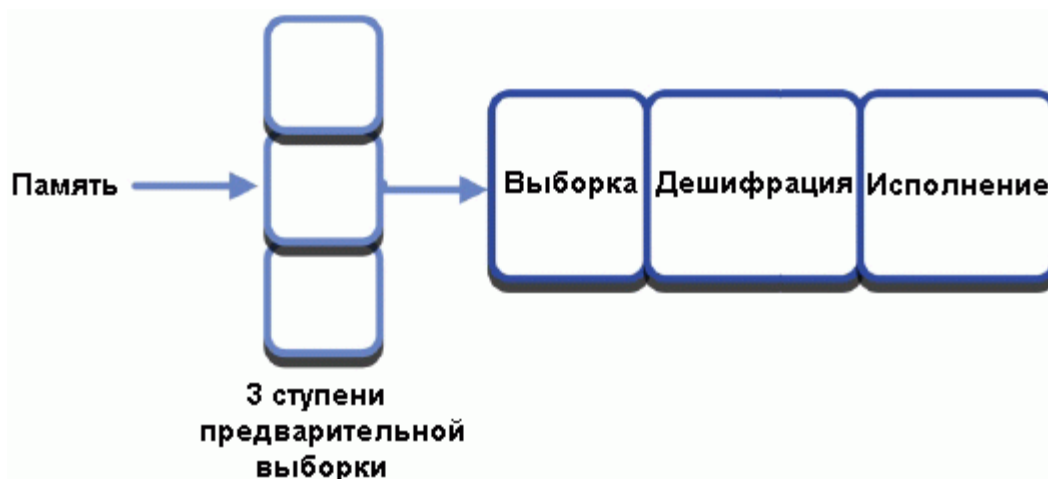 Память
Выборка
Дешифрация
Исполнение
3 ступени
предварительной
выборки